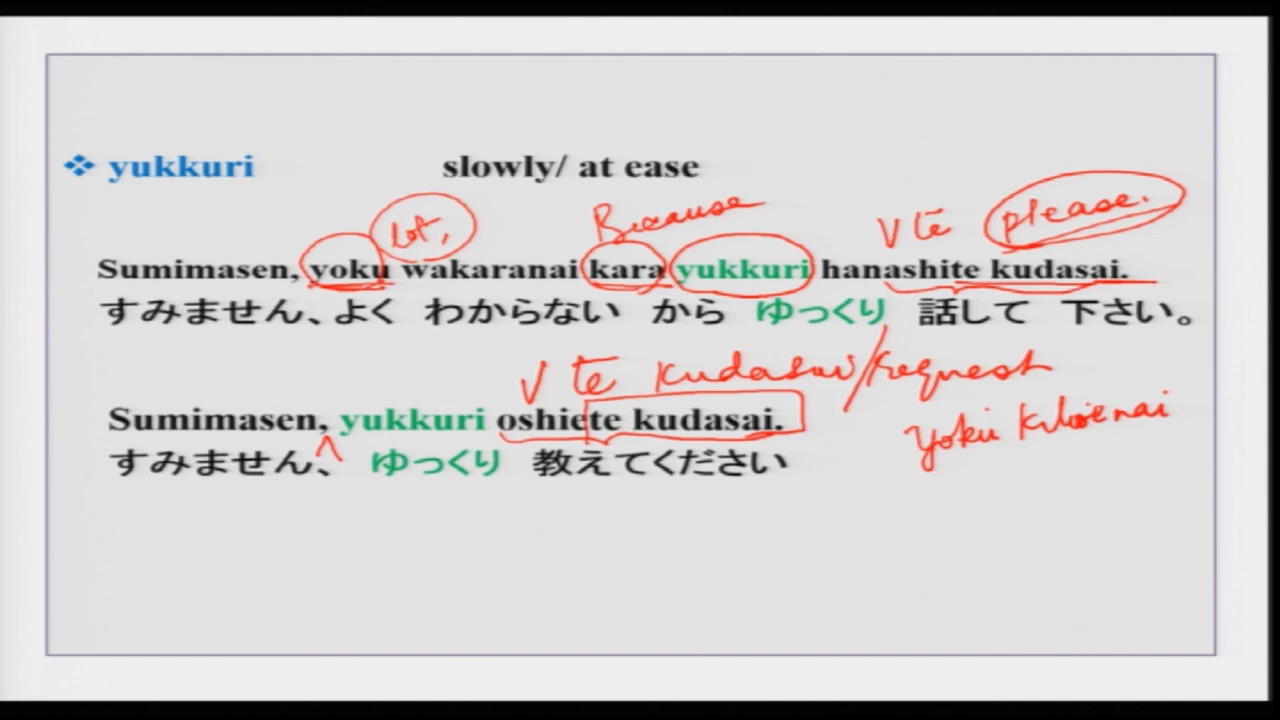 ❖ yukkuri slowly/ at ease
lot, Because V te please.
Sumimasen, yoku wakaranai kara yukkuri hanashite kudasai.
すみません、よく わからない から ゆっくり 話して 下さい。
V te kudasai/request
Sumimasen, yukkuri oshiete kudasai.
yoku
すみません、 ゆっくり 教えてください